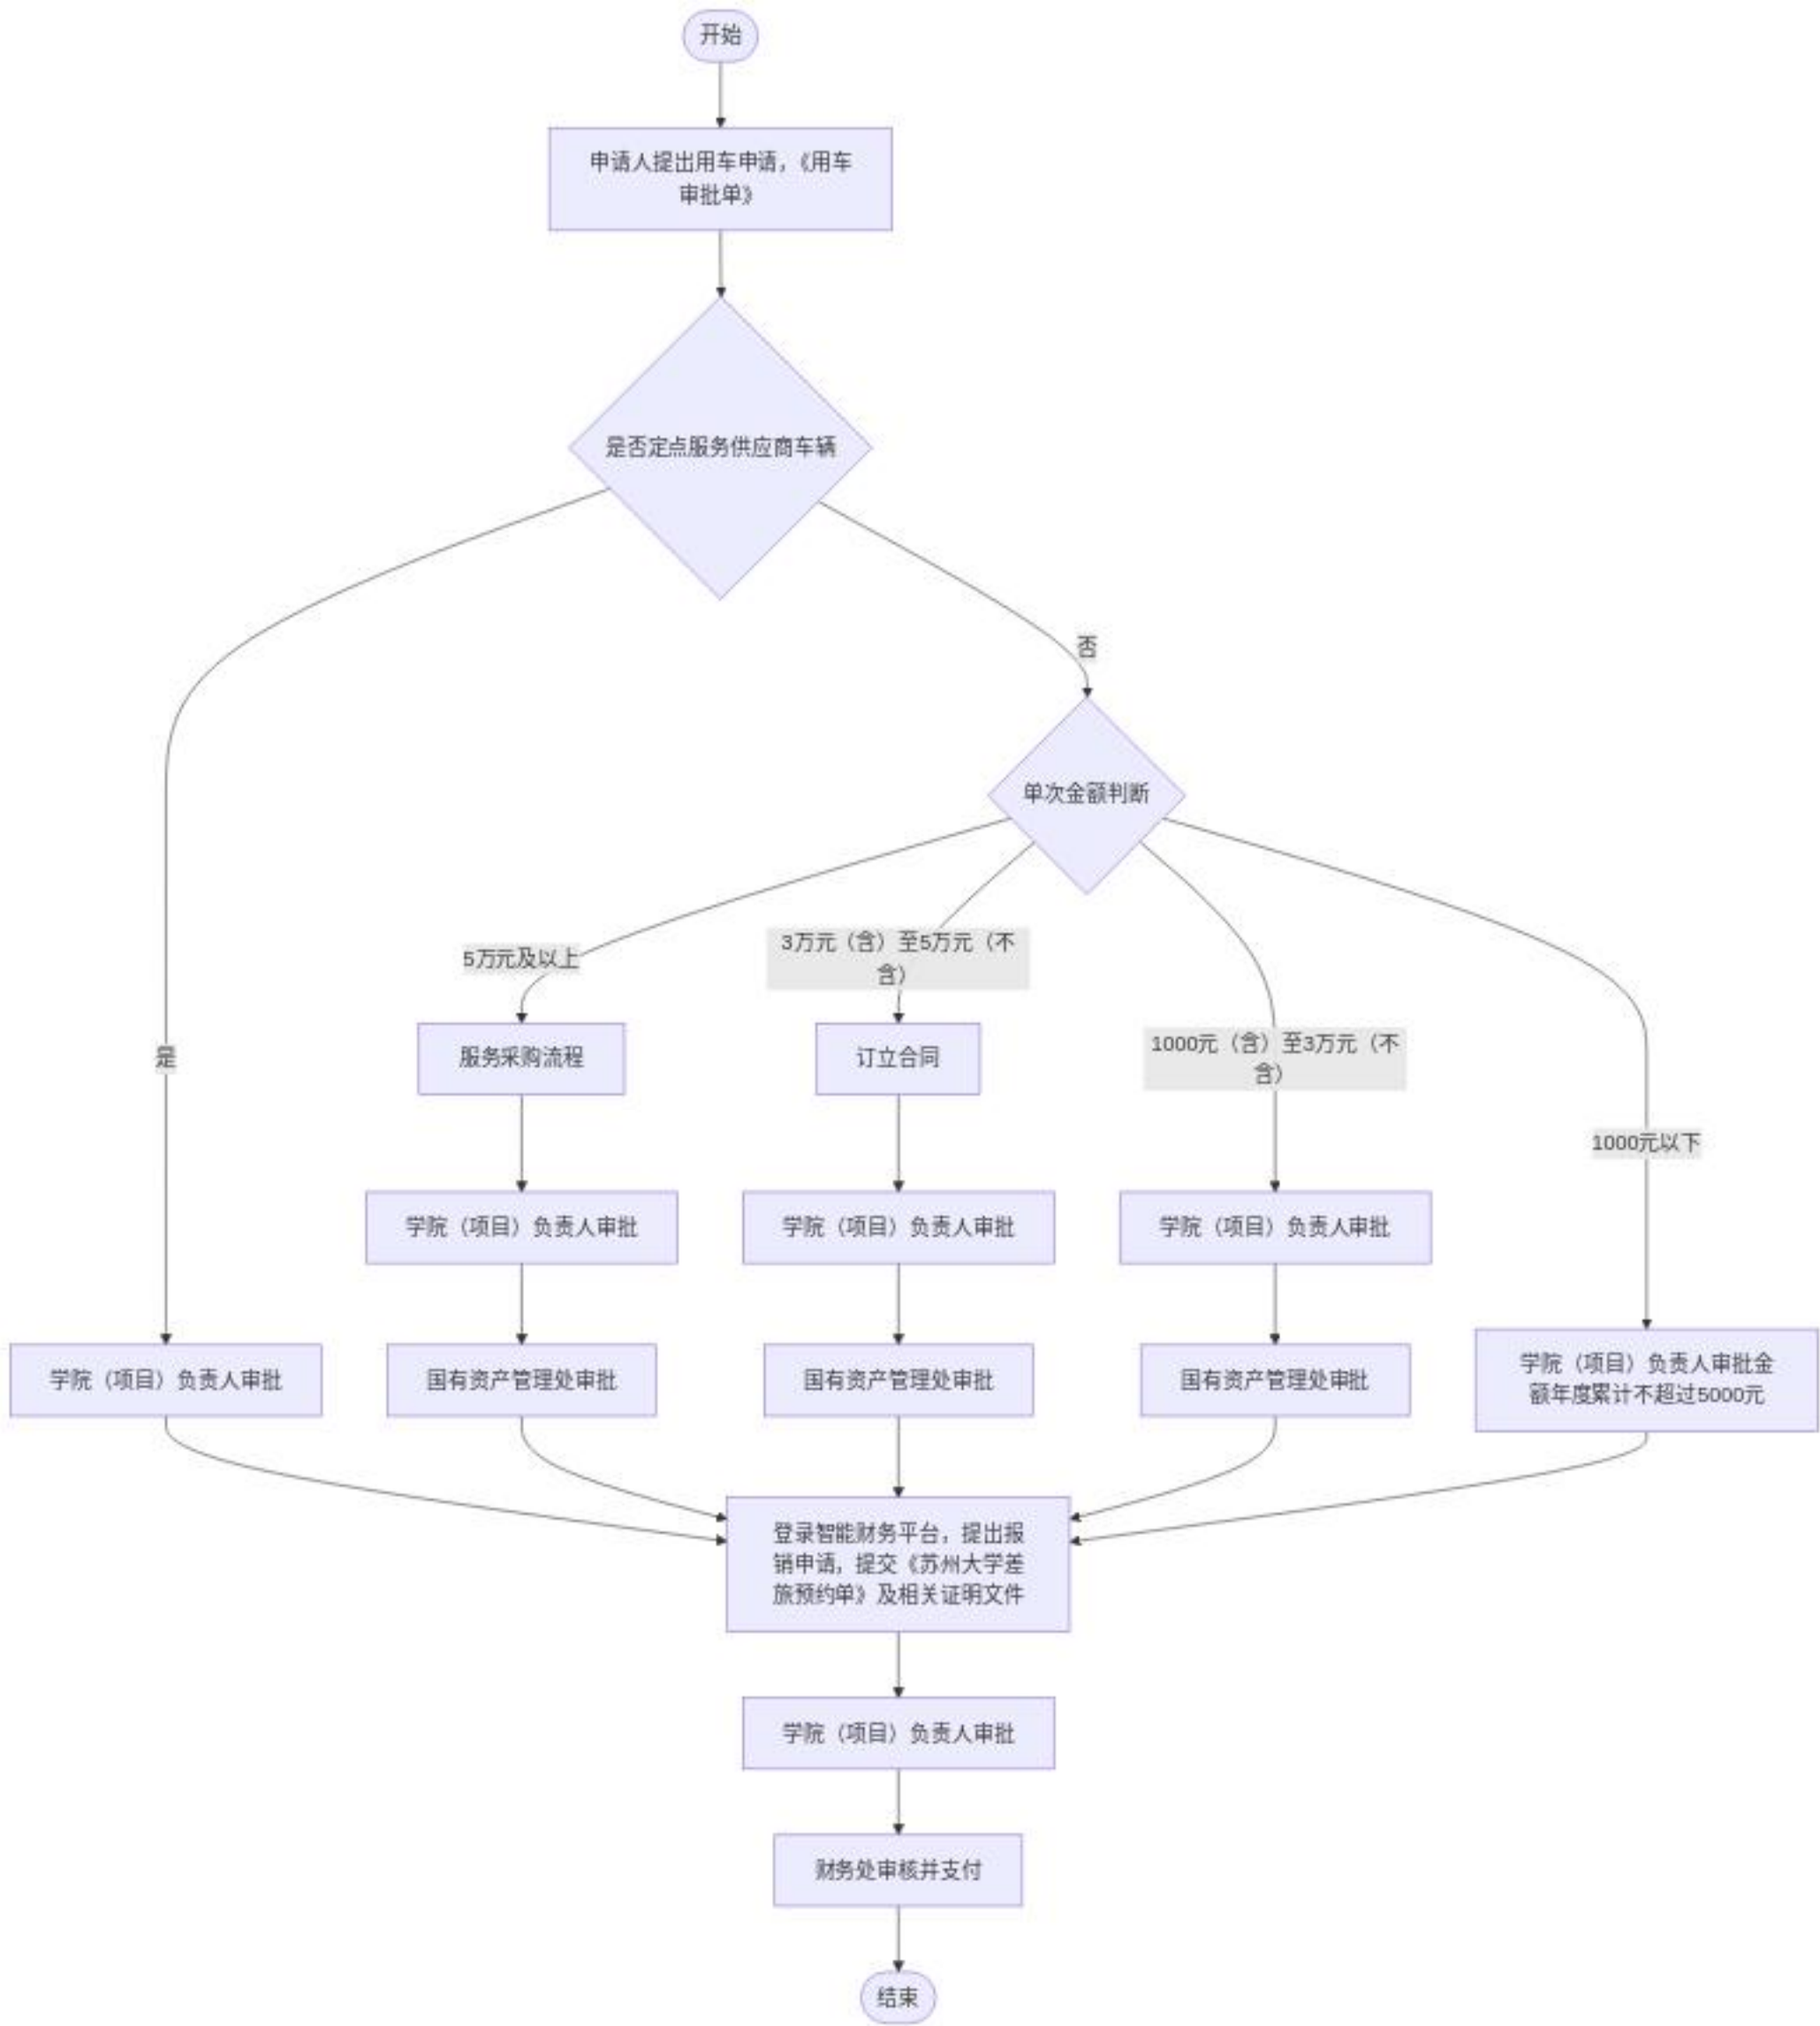 开始
申请人提出用车申请，《用车
审批单》
是否定点服务供应商车辆
否
单次金额判断
5万元及以上
3万元（含）至5万元（不
含）
1000元（含）至3万元（不
含）
1000元以下
是
服务采购流程
订立合同
学院（项目）负责人审批
学院（项目）负责人审批
学院（项目）负责人审批
学院（项目）负责人审批
国有资产管理处审批
国有资产管理处审批
国有资产管理处审批
学院（项目）负责人审批金
额年度累计不超过5000元
登录智能财务平台，提出报
销申请，提交《苏州大学差
旅预约单》及相关证明文件
学院（项目）负责人审批
财务处审核并支付
结束